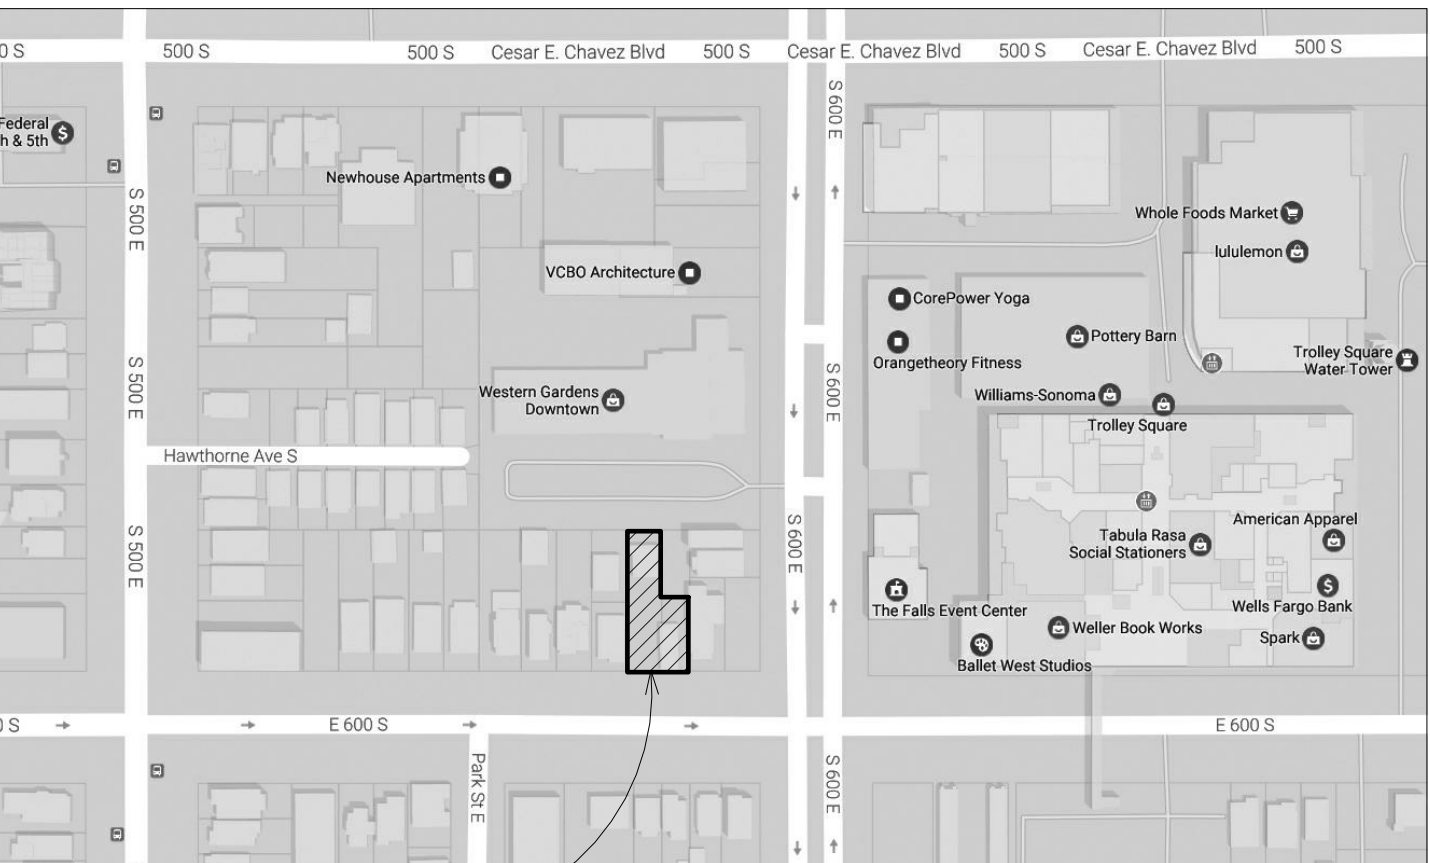 0 S
500 S
500 S
Cesar E. Chavez Blvd
500 S
Cesar E. Chavez Blvd
500 S
Cesar E. Chavez Blvd
500 S
Federal
h & 5th
S 600 E
Newhouse Apartments
S 500 E
Whole Foods Market
lululemon
VCBO Architecture
CorePower Yoga
Pottery Barn
Orangetheory Fitness
Trolley Square
Water Tower
S 500 E
S 600 E
Western Gardens
Downtown
Williams-Sonoma
Trolley Square
Hawthorne Ave S
S 500 E
S 600 E
American Apparel
Tabula Rasa
Social Stationers
The Falls Event Center
Wells Fargo Bank
Weller Book Works
Spark
Ballet West Studios
0 S
E 600 S
E 600 S
Park St E
S 600 E